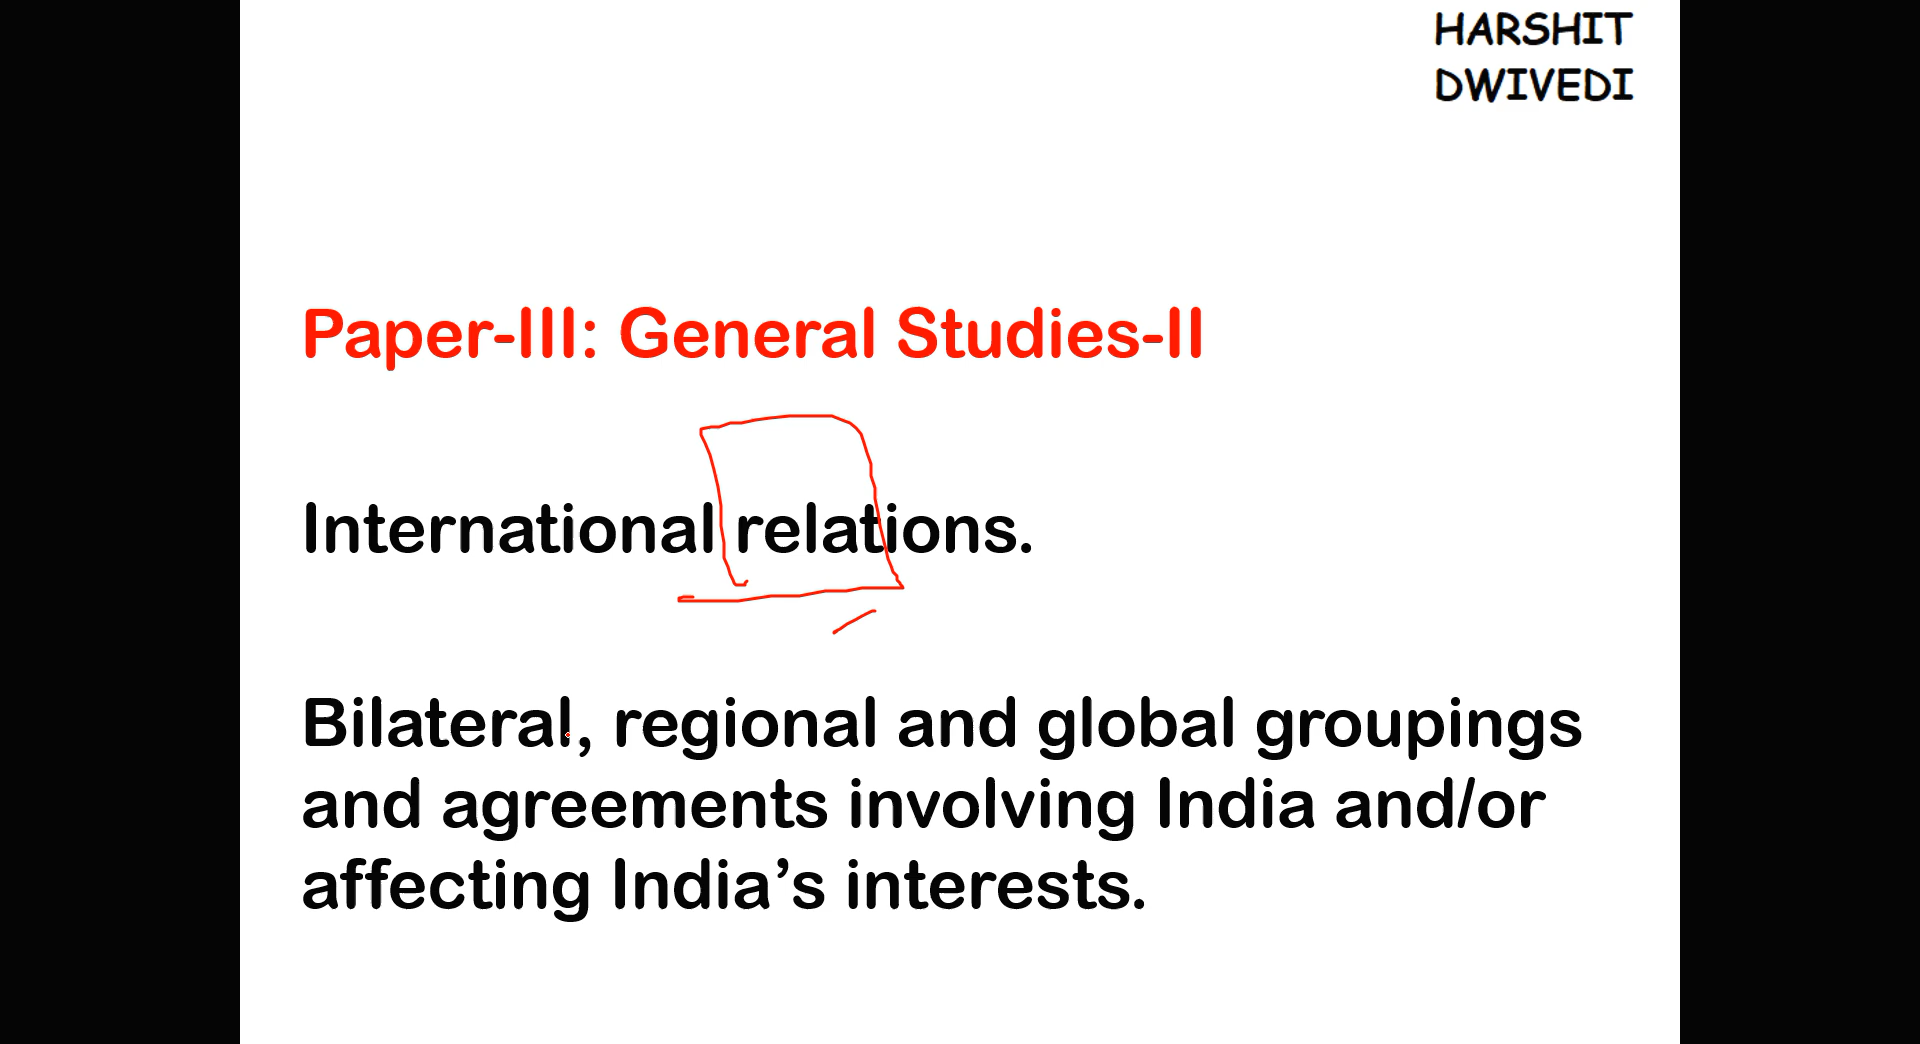 HARSHIT
DWIVEDI
Paper-III: General Studies-II
International relations.
Bilateral, regional and global groupings
and agreements involving India and/or
affecting India’s interests.